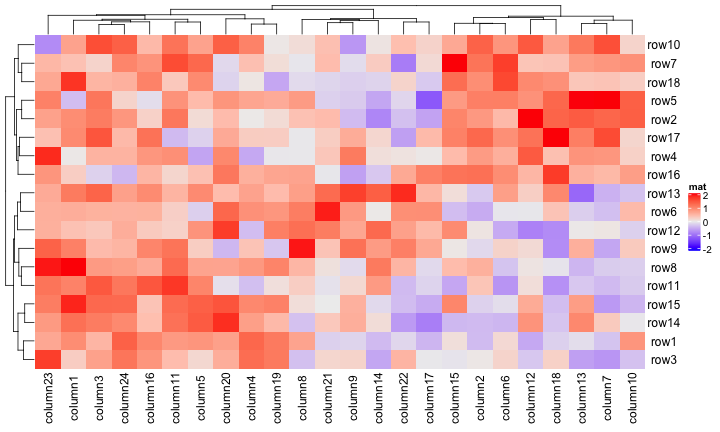 row10
row7
row18
row5
row2
row17
row4
row16
row13
row6
row12
row9
row8
row11
row15
row14
row1
row3
mat
2
1
0
-1
-2
column23
column1
column3
column24
column16
column11
column5
column20
column4
column19
column8
column21
column9
column14
column22
column17
column15
column2
column6
column12
column18
column13
column7
column10